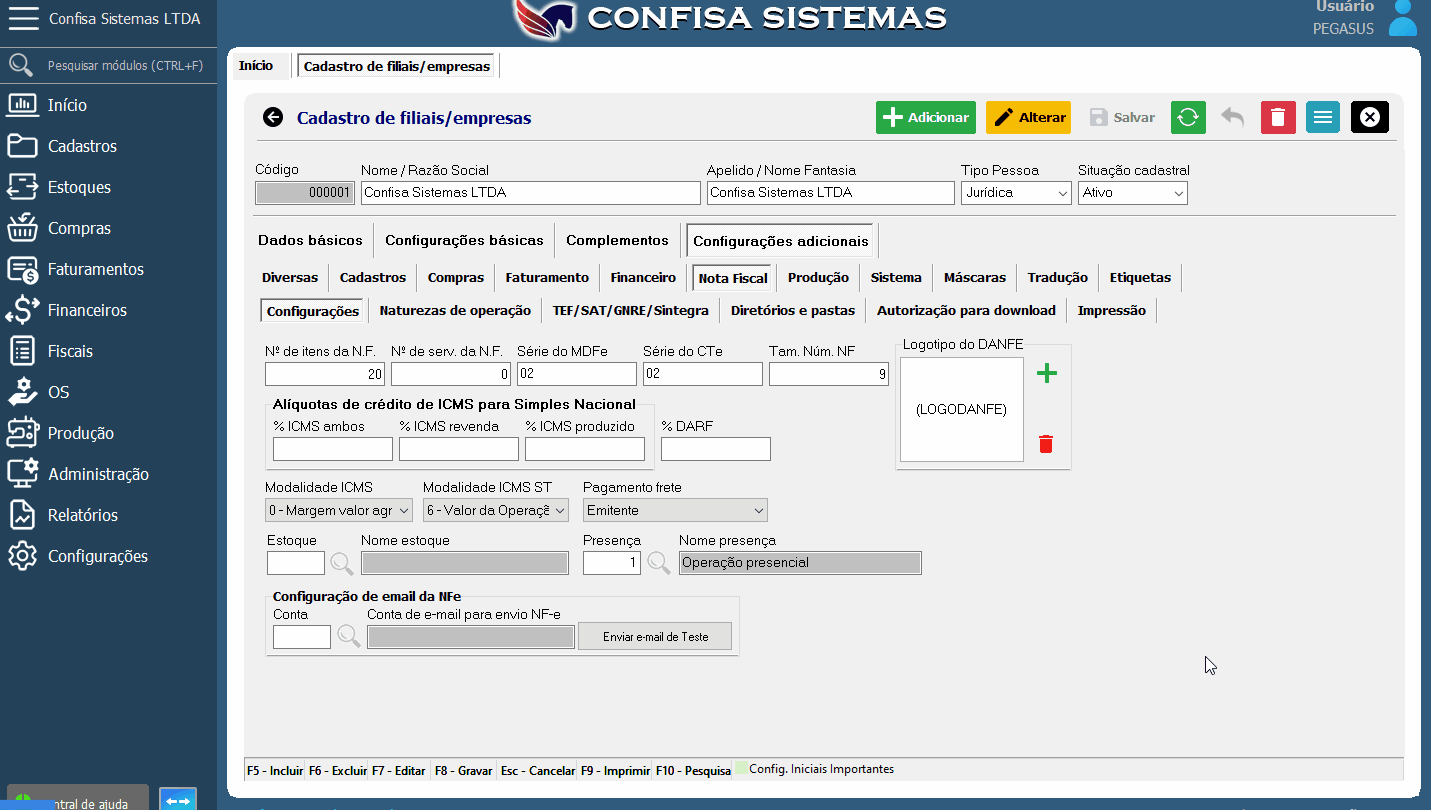 Confisa Sistemas LTDA
CONFISA SISTEMAS
Usuário
PEGASUS
Pesquisar módulos (CTRL+F)
Início
Cadastros
Estoques
Compras
Faturamentos
Financeiros
Fiscais
OS
Produção
Administração
Relatórios
Configurações
ntral de ajuda
Início
Cadastro de filiais/empresas
Cadastro de filiais/empresas
Adicionar
Alterar
Salvar
Código
Nome / Razão Social
Apelido / Nome Fantasia
Tipo Pessoa
Situação cadastral
000001
Confisa Sistemas LTDA
Confisa Sistemas LTDA
Jurídica
Ativo
Dados básicos
Configurações básicas
Complementos
Configurações adicionais
Diversas
Cadastros
Compras
Faturamento
Financeiro
Nota Fiscal
Produção
Sistema
Máscaras
Tradução
Etiquetas
Configurações
Naturezas de operação
TEF/SAT/GNRE/Sintegra
Diretórios e pastas
Autorização para download
Impressão
Nº de itens da N.F.
Nº de serv. da N.F.
Série do MDFe
Série do CTe
Tam. Núm. NF
20
0
02
02
9
Logotipo do DANFE
(LOGODANFE)
Alíquotas de crédito de ICMS para Simples Nacional
% ICMS ambos
% ICMS revenda
% ICMS produzido
% DARF
Modalidade ICMS
Modalidade ICMS ST
Pagamento frete
0 - Margem valor agr
6 - Valor da Operaçã
Emitente
Estoque
Nome estoque
Presença
Nome presença
1
Operação presencial
Configuração de email da NFe
Conta
Conta de e-mail para envio NF-e
Enviar e-mail de Teste
F5 - Incluir
F6 - Excluir
F7 - Editar
F8 - Gravar
Esc - Cancelar
F9 - Imprimir
F10 - Pesquisa
Config. Iniciais Importantes